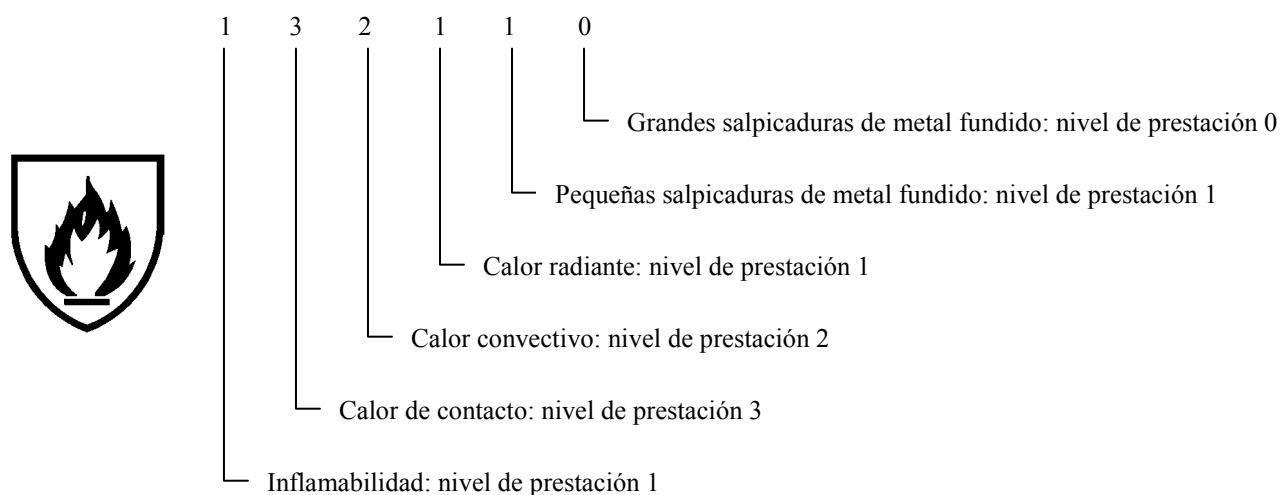 1 3 2 1 1 0
Grandes salpicaduras de metal fundido: nivel de prestación 0
Pequeñas salpicaduras de metal fundido: nivel de prestación 1
Calor radiante: nivel de prestación 1
Calor convectivo: nivel de prestación 2
Calor de contacto: nivel de prestación 3
Inflamabilidad: nivel de prestación 1